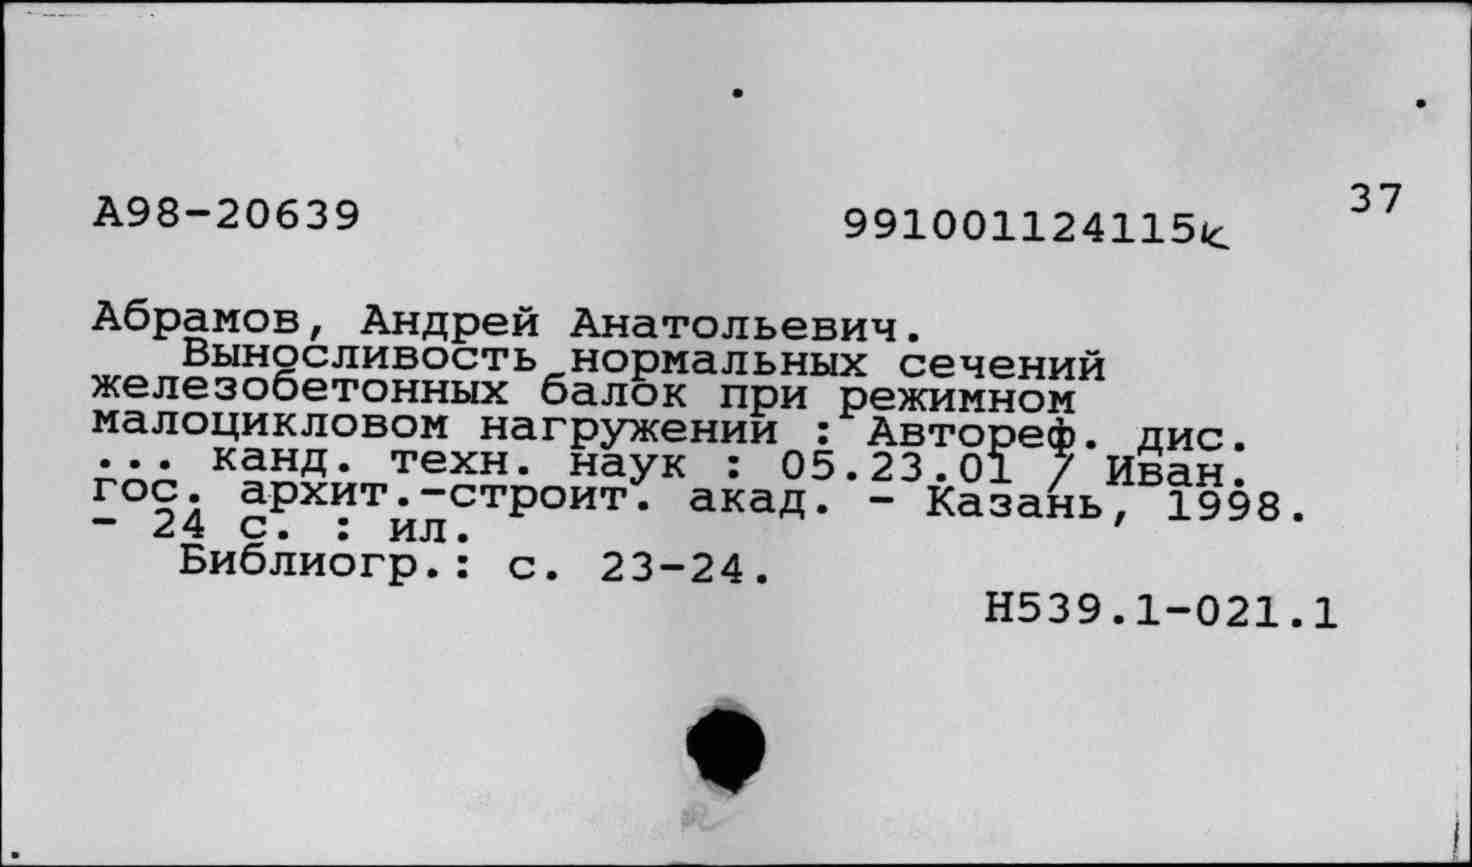 А98-20639
991001124115к
37
Абрамов, Андрей Анатольевич.
Выносливость нормальных сечений
железобетонных балок при режимном
малоцикловом нагружении : Автореф. дис.
... канд. техн. наук : 05.23.01 / Иван.
гос. архит.-строит. акад. - Казань, 1998.
- 24 с. : ил.
Библиогр.: с. 23-24.
Н539.1-021.1